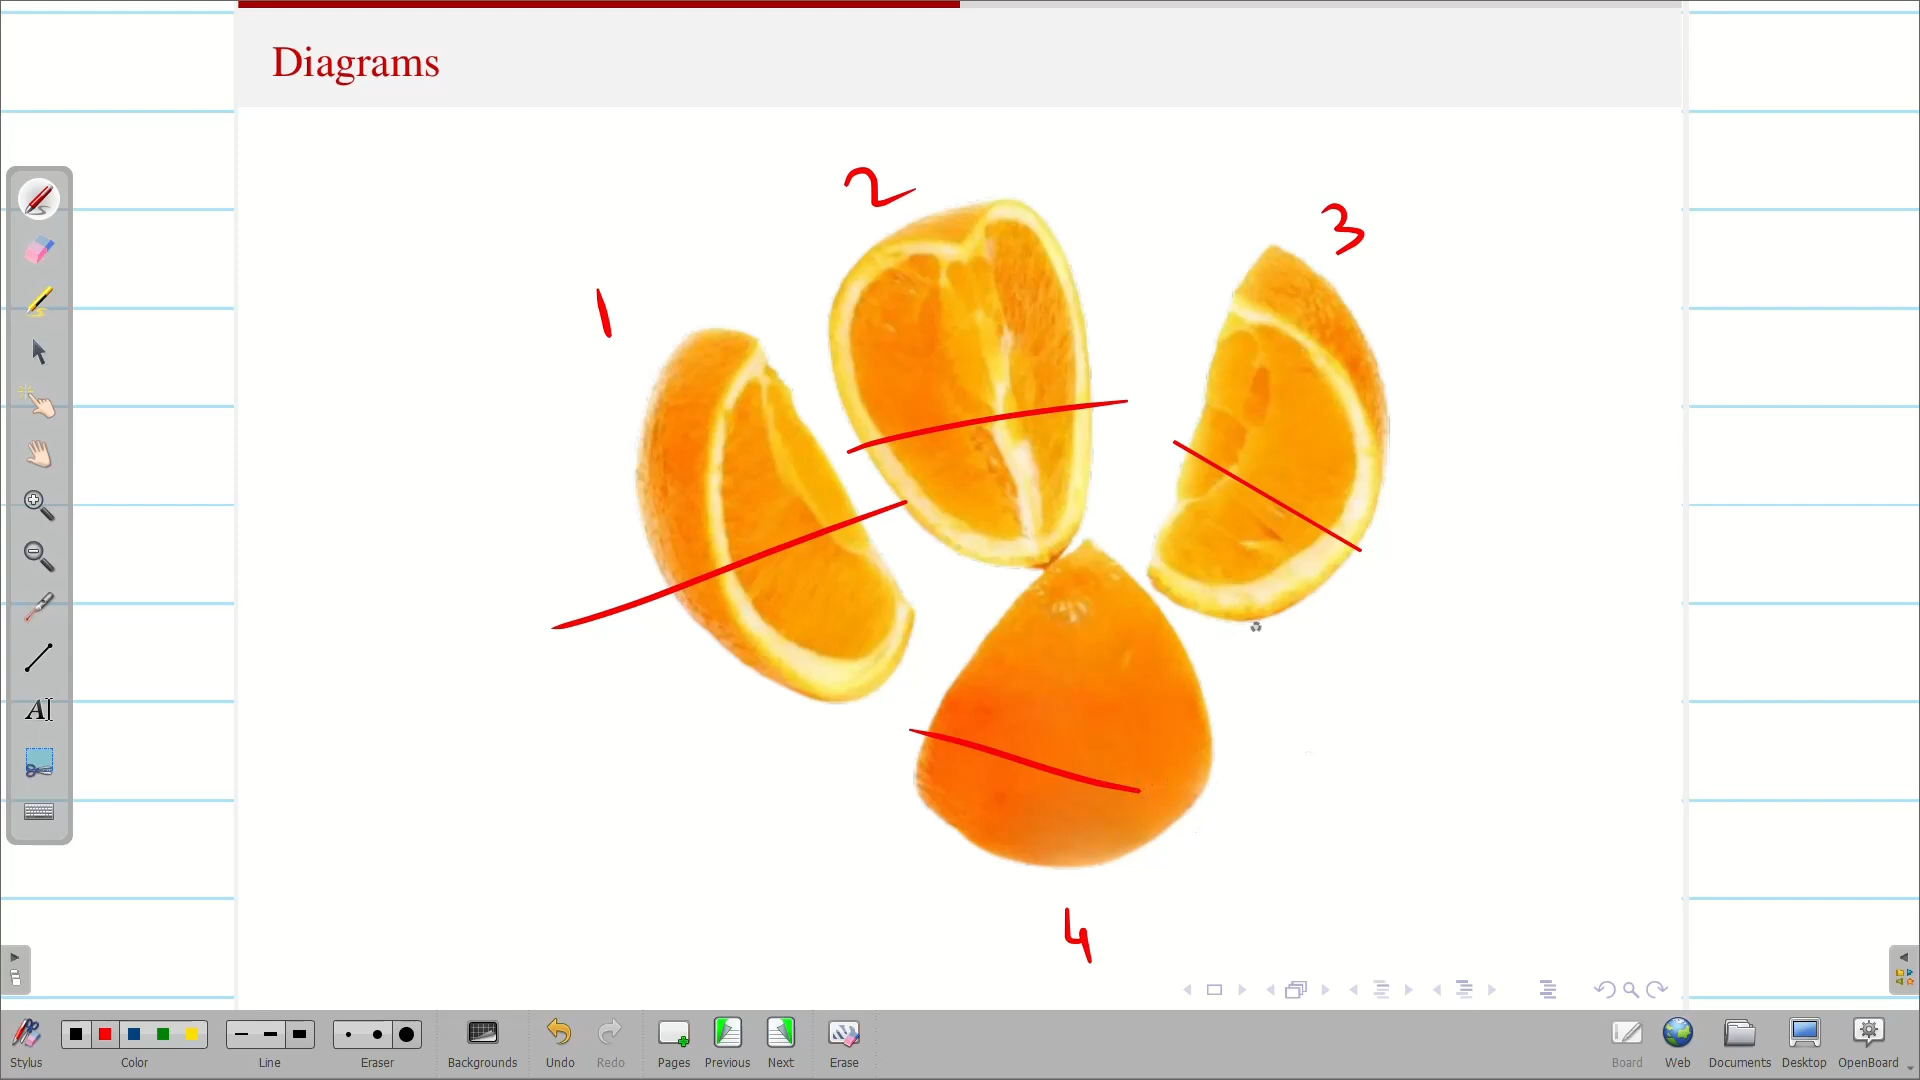 Diagrams
2
3
1
4
AI
Stylus
Color
Line
Eraser
Backgrounds
Undo
Redo
Pages
Previous
Next
Erase
Board
Web
Documents
Desktop
OpenBoard